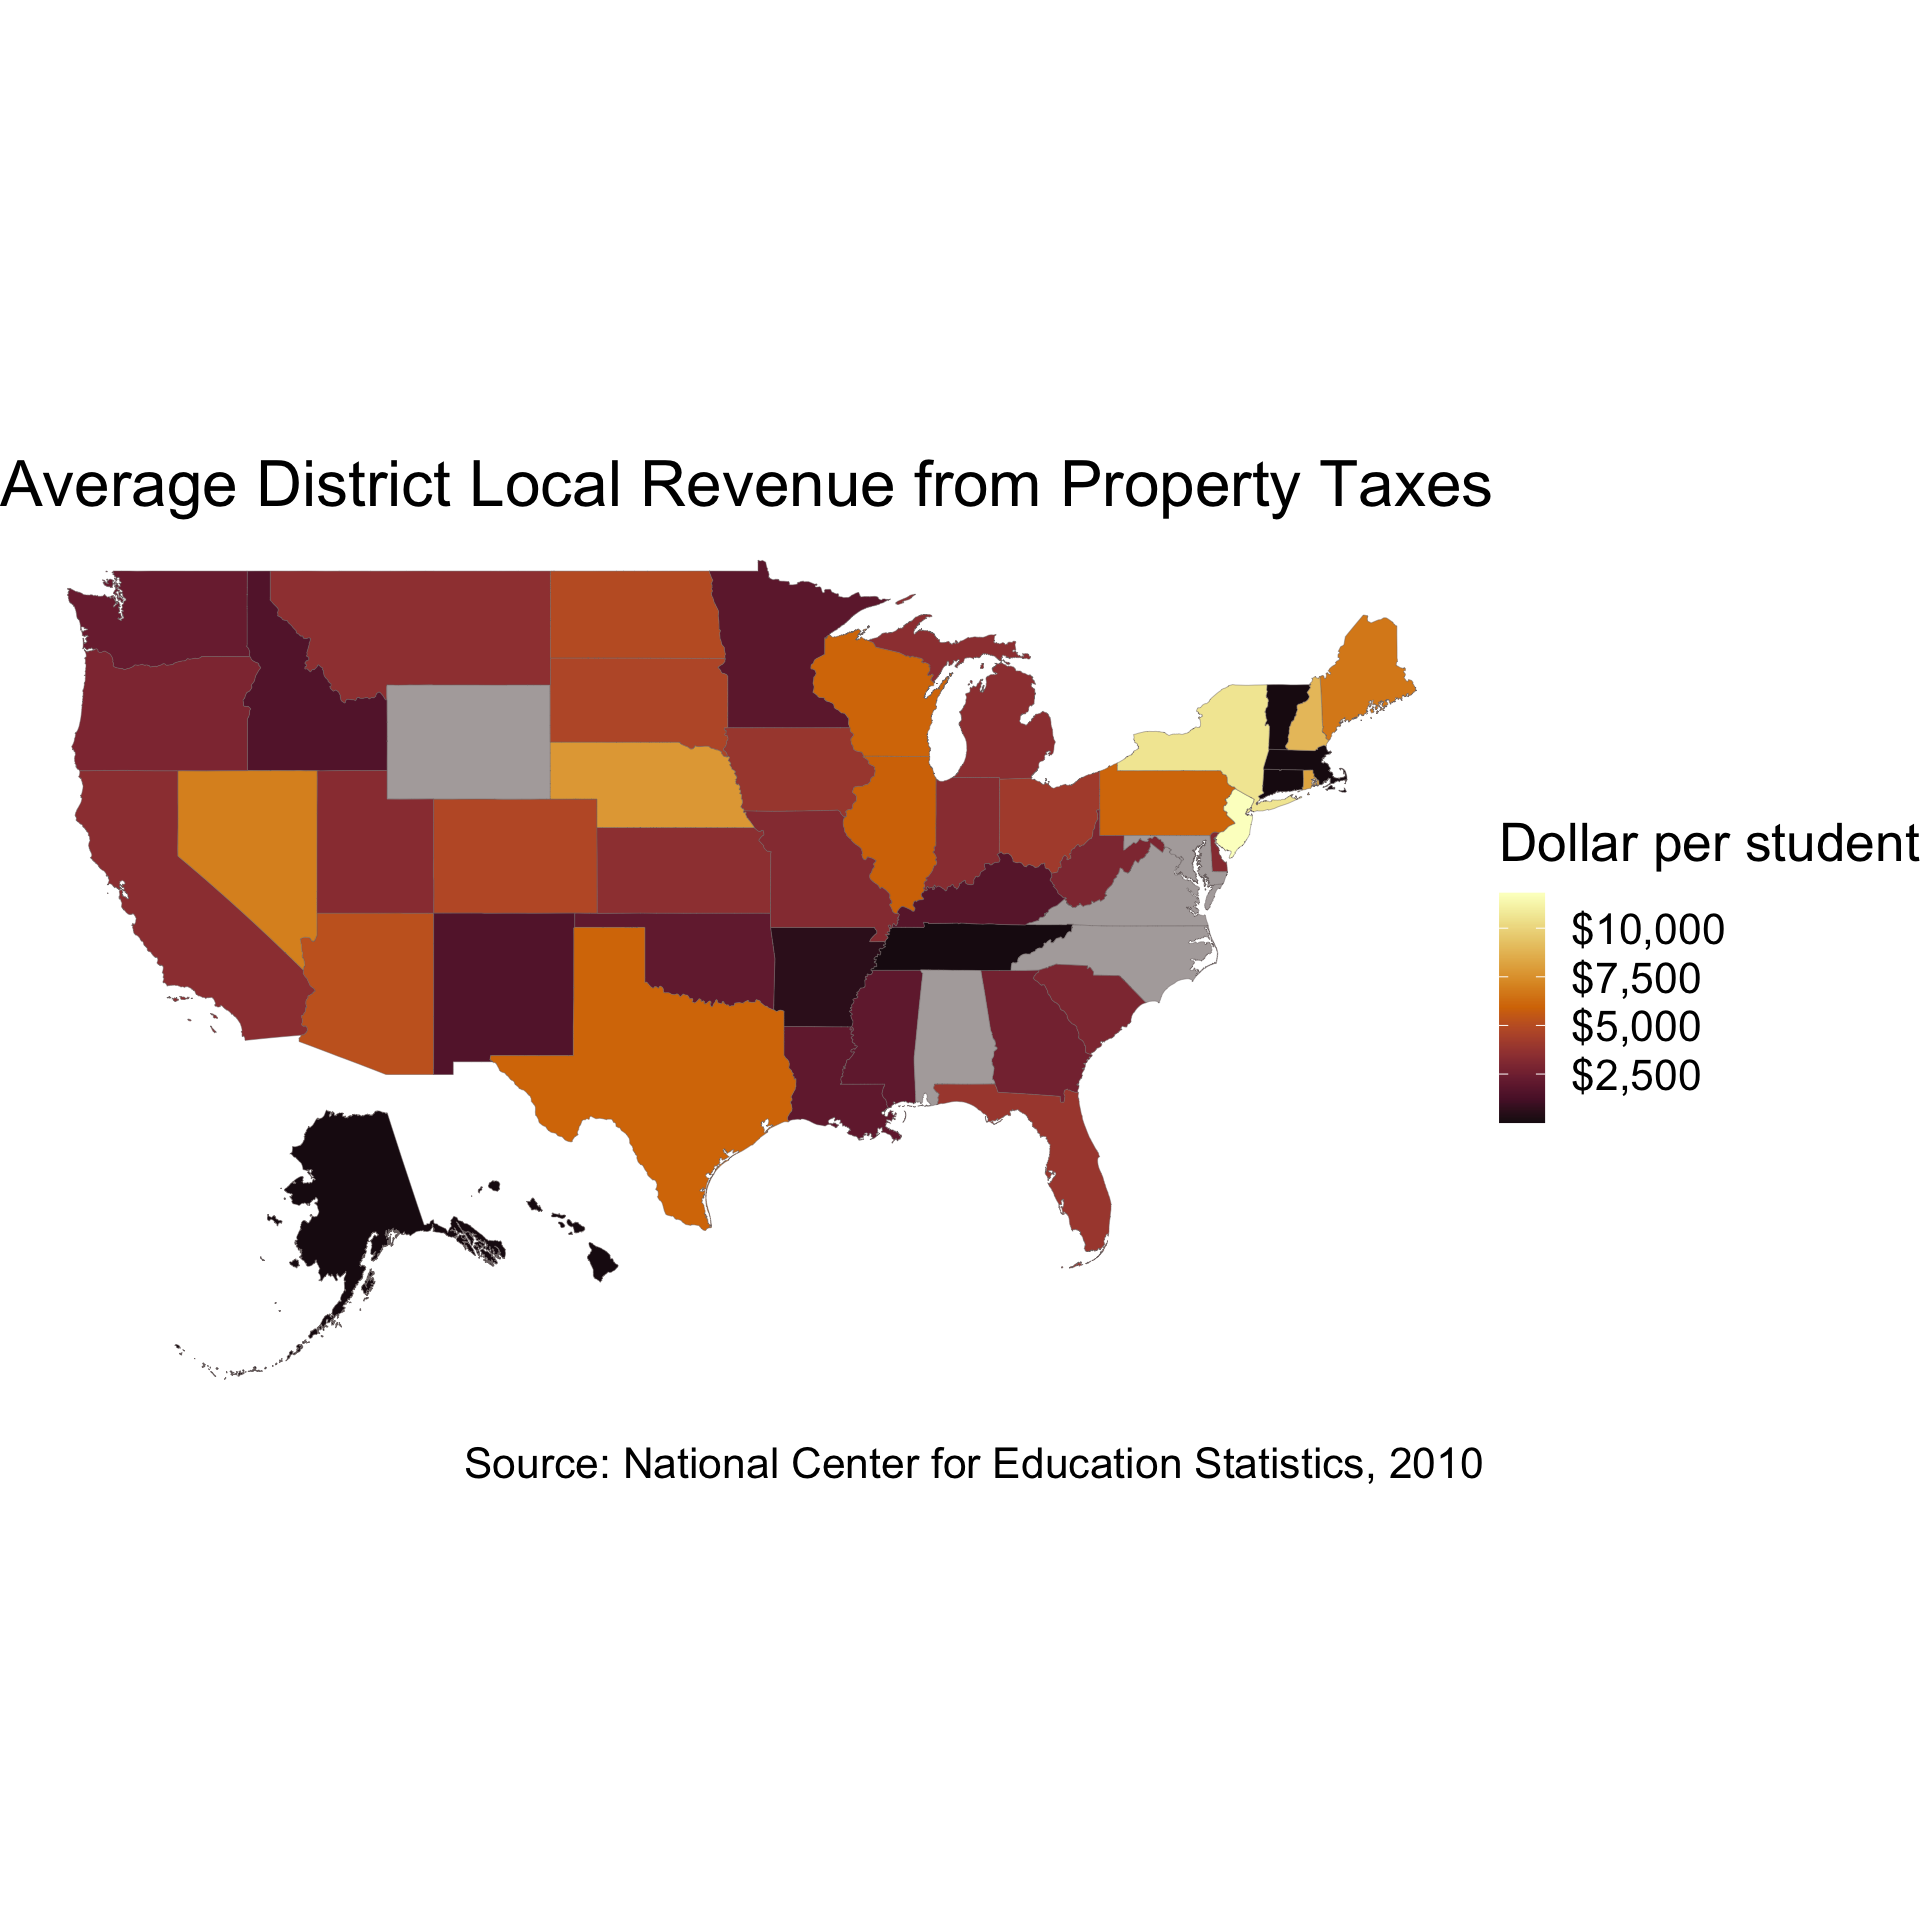 Average District Local Revenue from Property Taxes
Dollar per student
$10,000
$7,500
$5,000
$2,500
Source: National Center for Education Statistics, 2010